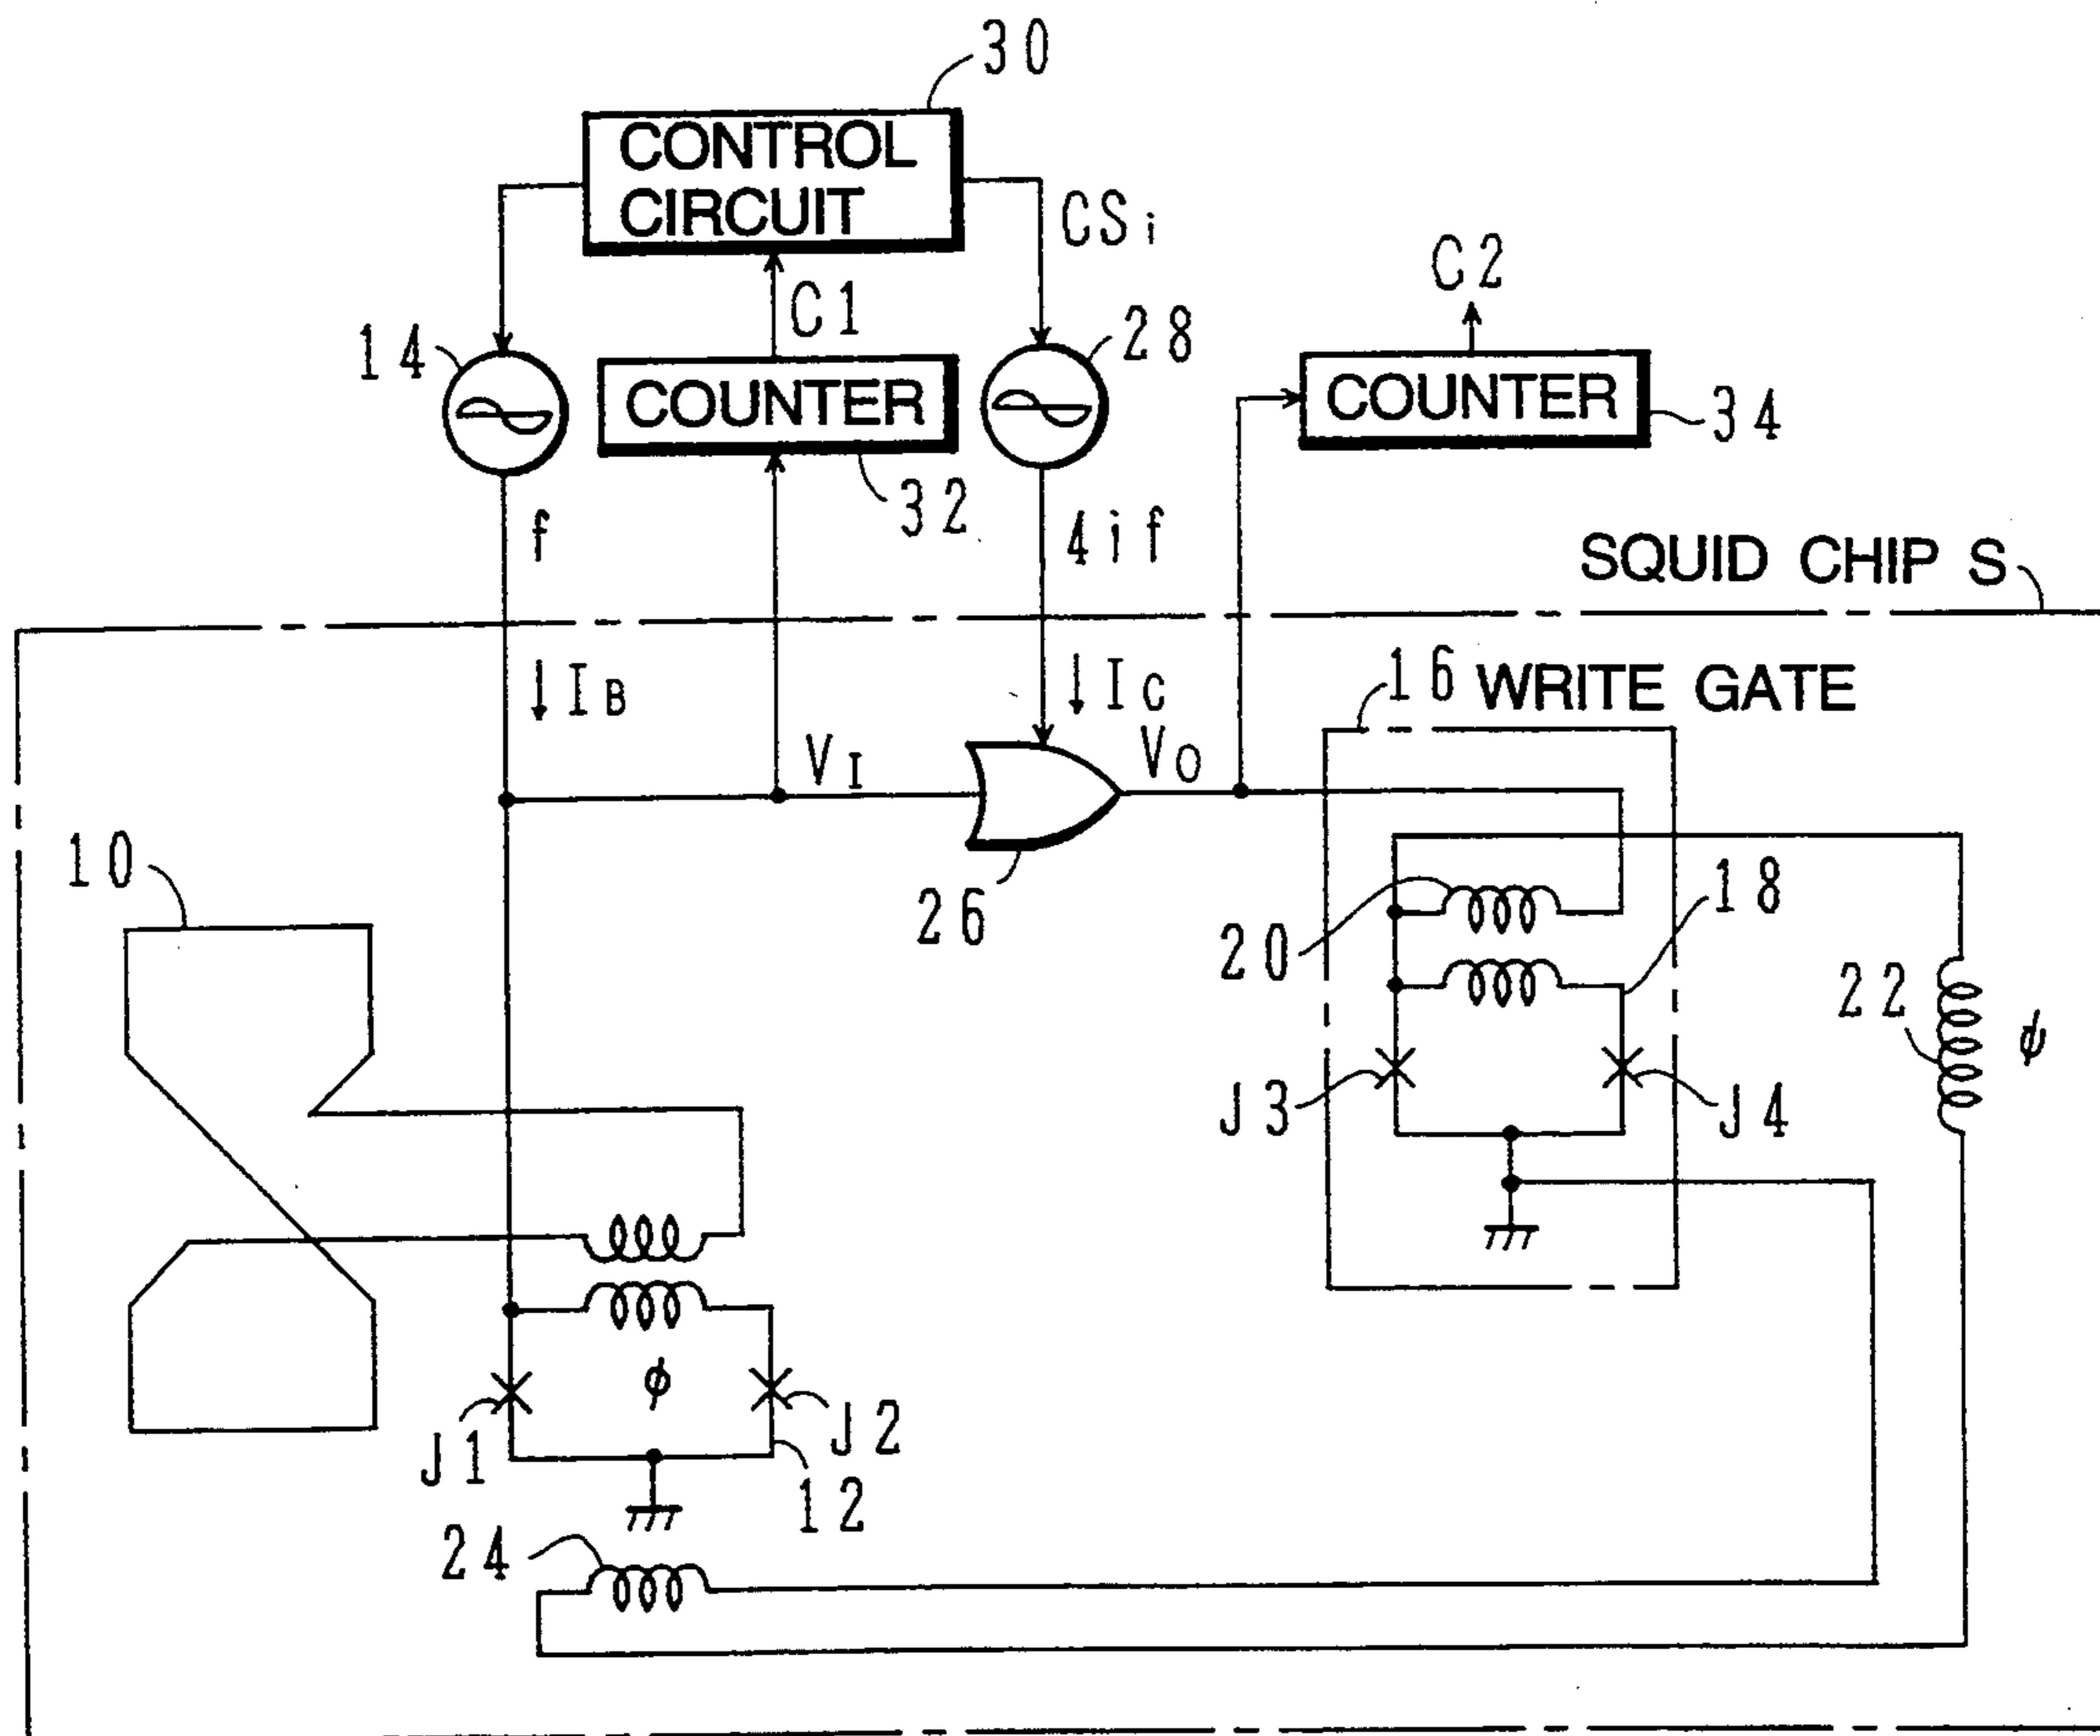 30
CONTROL
CIRCUIT
CSi
C2
C1
14
28
COUNTER
COUNTER
34
32
f
4if
SQUID CHIP S
IB
IC
16 WRITE GATE
VI
VO
10
26
20
18
22
φ
J3
J4
φ
J1
J2
12
24